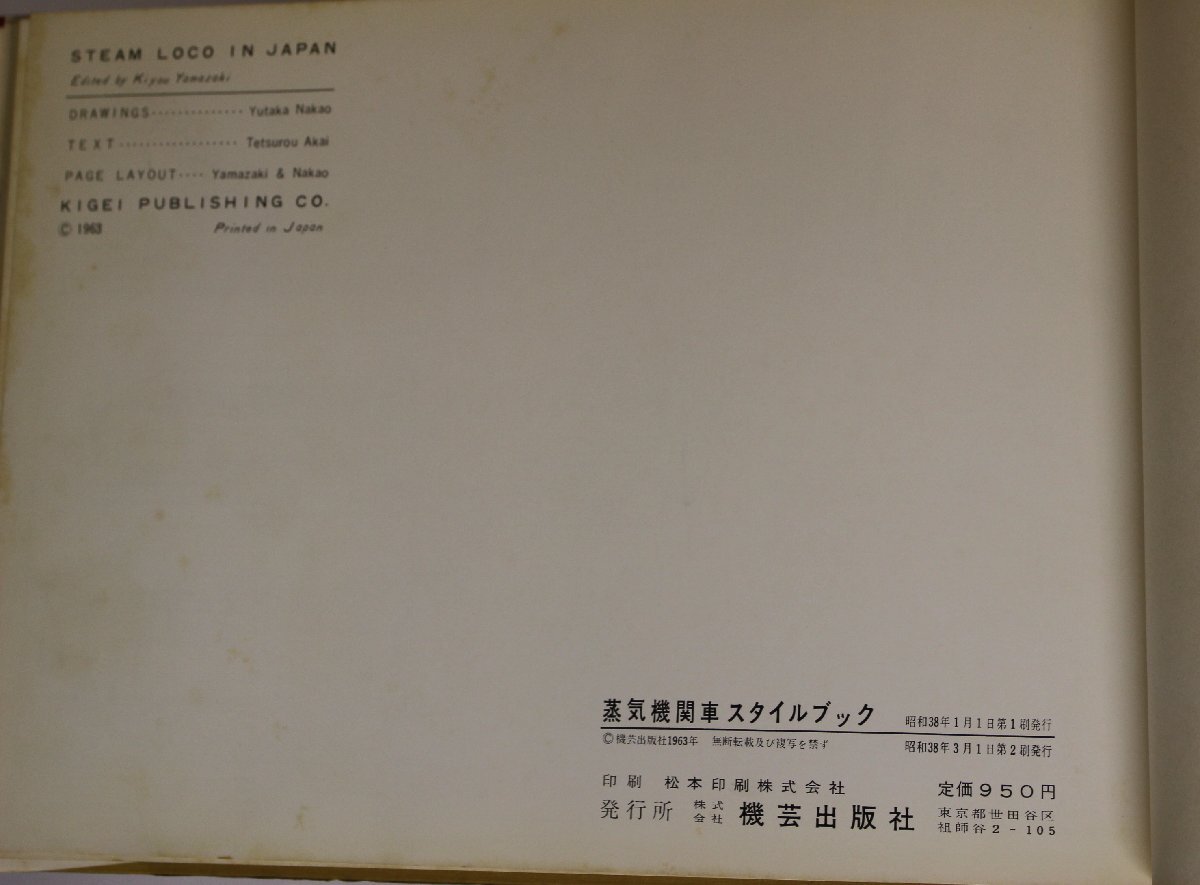 STEAM LOCO IN JAPAN
Edited by Kiyou Yamazaki
DRAWINGS·············· Yutaka Nakao
TEXT·················· Tetsurou Akai
PAGE LAYOUT···· Yamazaki & Nakao
KIGEI PUBLISHING CO.
© 1963 Printed in Japan
蒸気機関車 スタイルブック 昭和38年1月1日第1刷発行
©機芸出版社1963年 無断転載及び複写を禁ず 昭和38年3月1日第2刷発行
印刷 松本印刷株式会社 定価950円
発行所 株式会社 機芸出版社 東京都世田谷区
祖師谷2-105